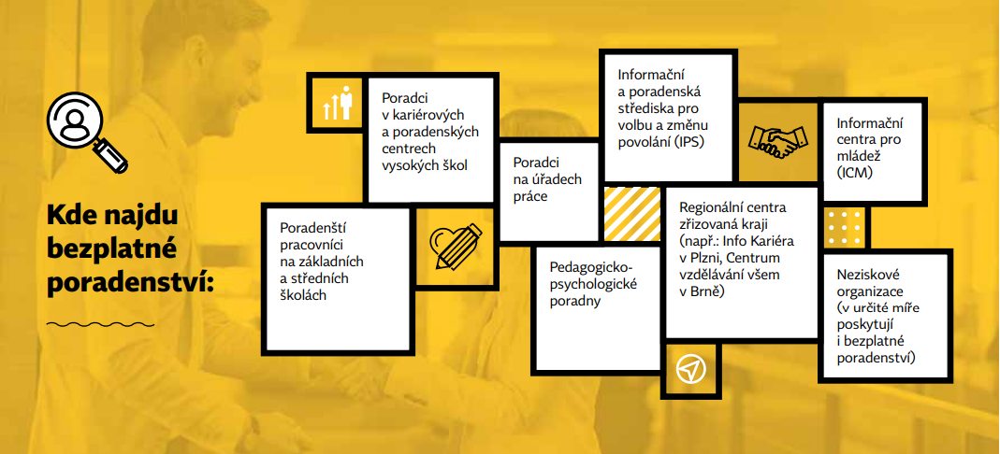 Kde najdu
bezplatné
poradenství:
Poradenští
pracovníci
na základních
a středních
školách
Poradci
v kariérových
a poradenských
centrech
vysokých škol
Poradci
na úřadech
práce
Pedagogicko-
psychologické
poradny
Informační
a poradenská
střediska pro
volbu a změnu
povolání (IPS)
Regionální centra
zřizovaná kraji
(např.: Info Kariéra
v Plzni, Centrum
vzdělávání všem
v Brně)
Informační
centra pro
mládež
(ICM)
Neziskové
organizace
(v určité míře
poskytují
i bezplatné
poradenství)